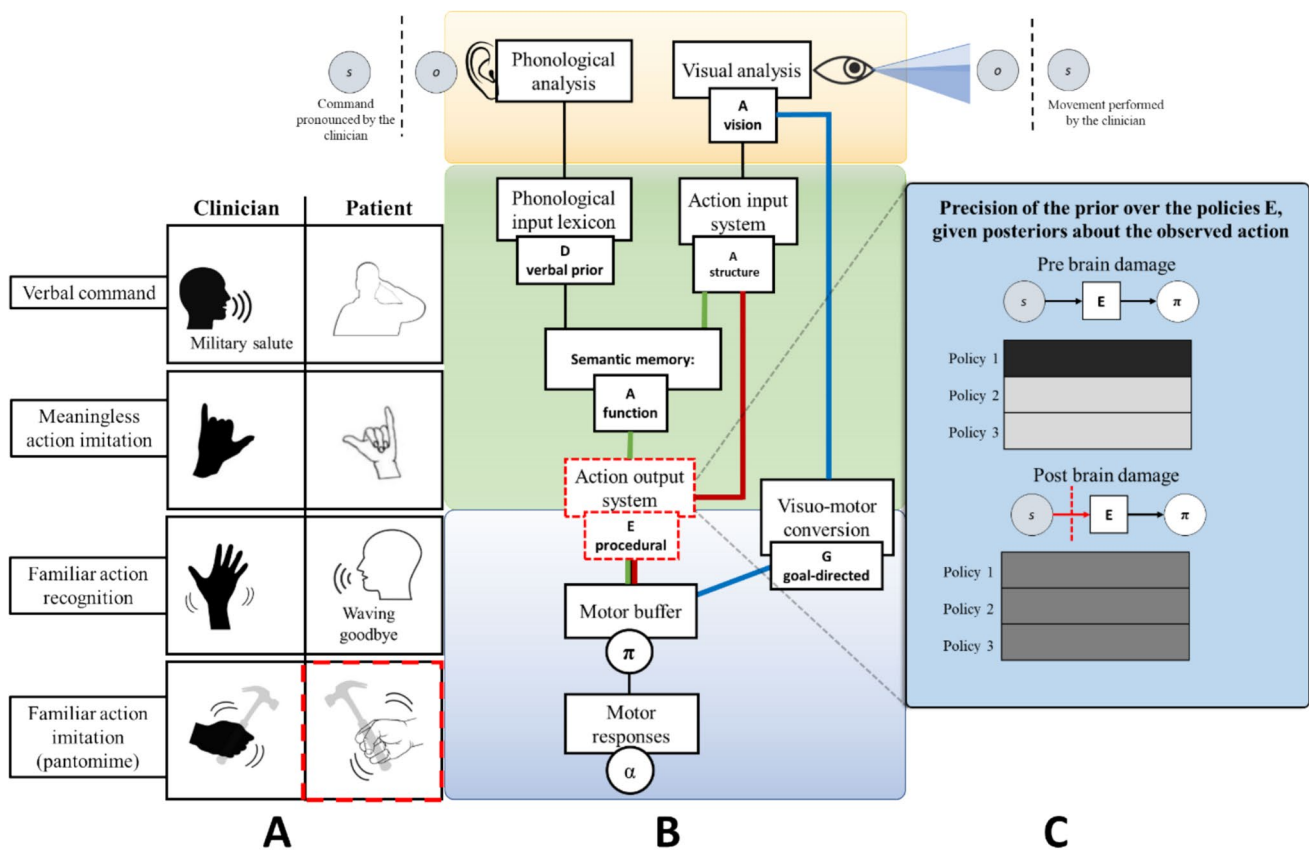 s
o
Command
pronounced by the
clinician
Phonological
analysis
Visual analysis
A
vision
o
s
Movement performed
by the clinician
Clinician
Patient
Verbal command
Military salute
Meaningless
action imitation
Familiar action
recognition
Waving
goodbye
Familiar action
imitation
(pantomime)
A
Phonological
input lexicon
D
verbal prior
Action input
system
A
structure
Semantic memory:
A
function
Action output
system
E
procedural
Visuo-motor
conversion
G
goal-directed
Motor buffer
π
Motor
responses
α
B
Precision of the prior over the policies E,
given posteriors about the observed action
Pre brain damage
s
E
π
Policy 1
Policy 2
Policy 3
Post brain damage
s
E
π
Policy 1
Policy 2
Policy 3
C